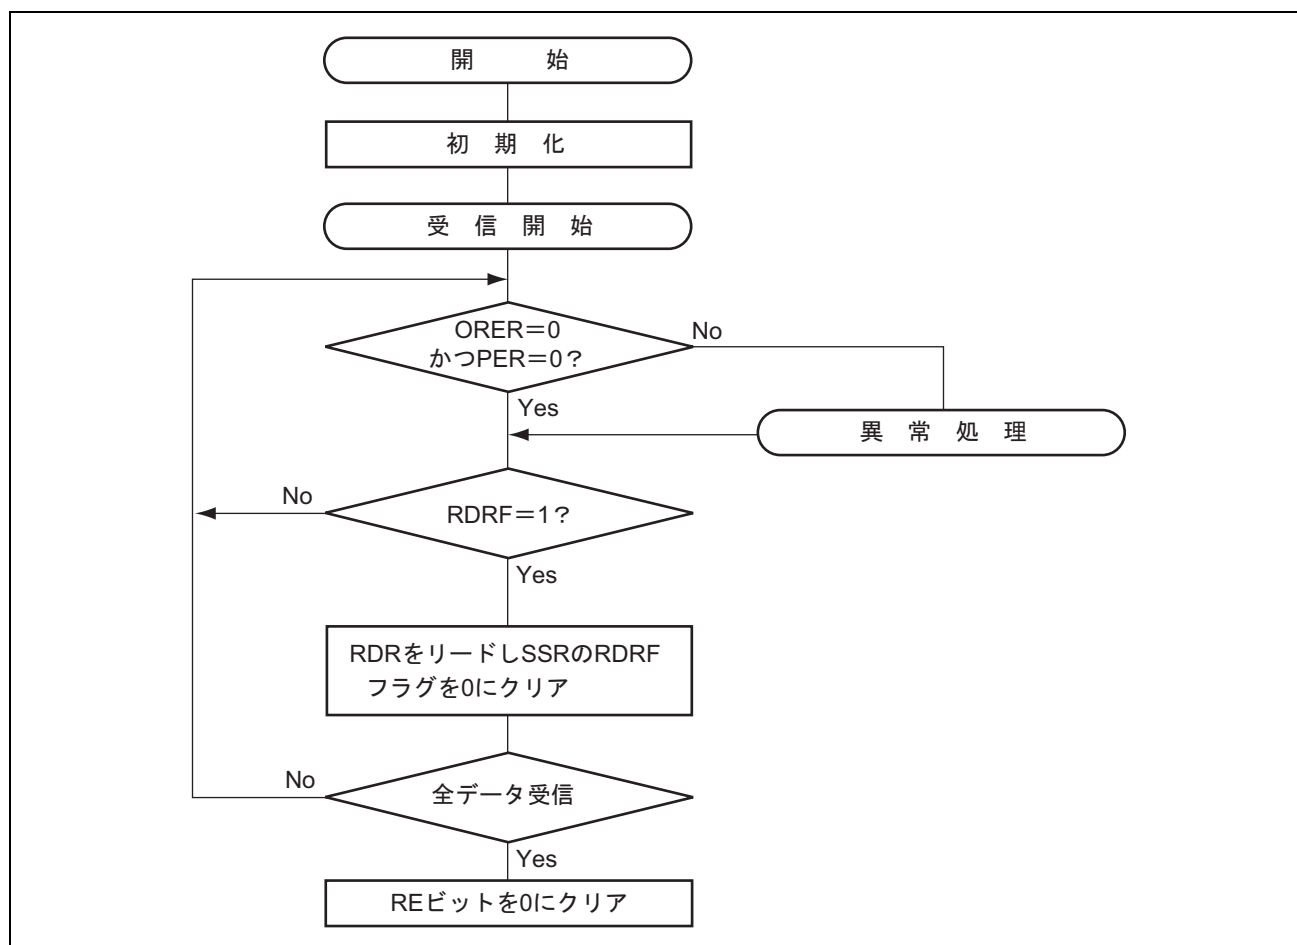 開 始
初 期 化
受 信 開 始
ORER=0
かつPER=0?
No
Yes
異 常 処 理
No
RDRF=1?
Yes
RDRをリードしSSRのRDRF
フラグを0にクリア
No
全データ受信
Yes
REビットを0にクリア